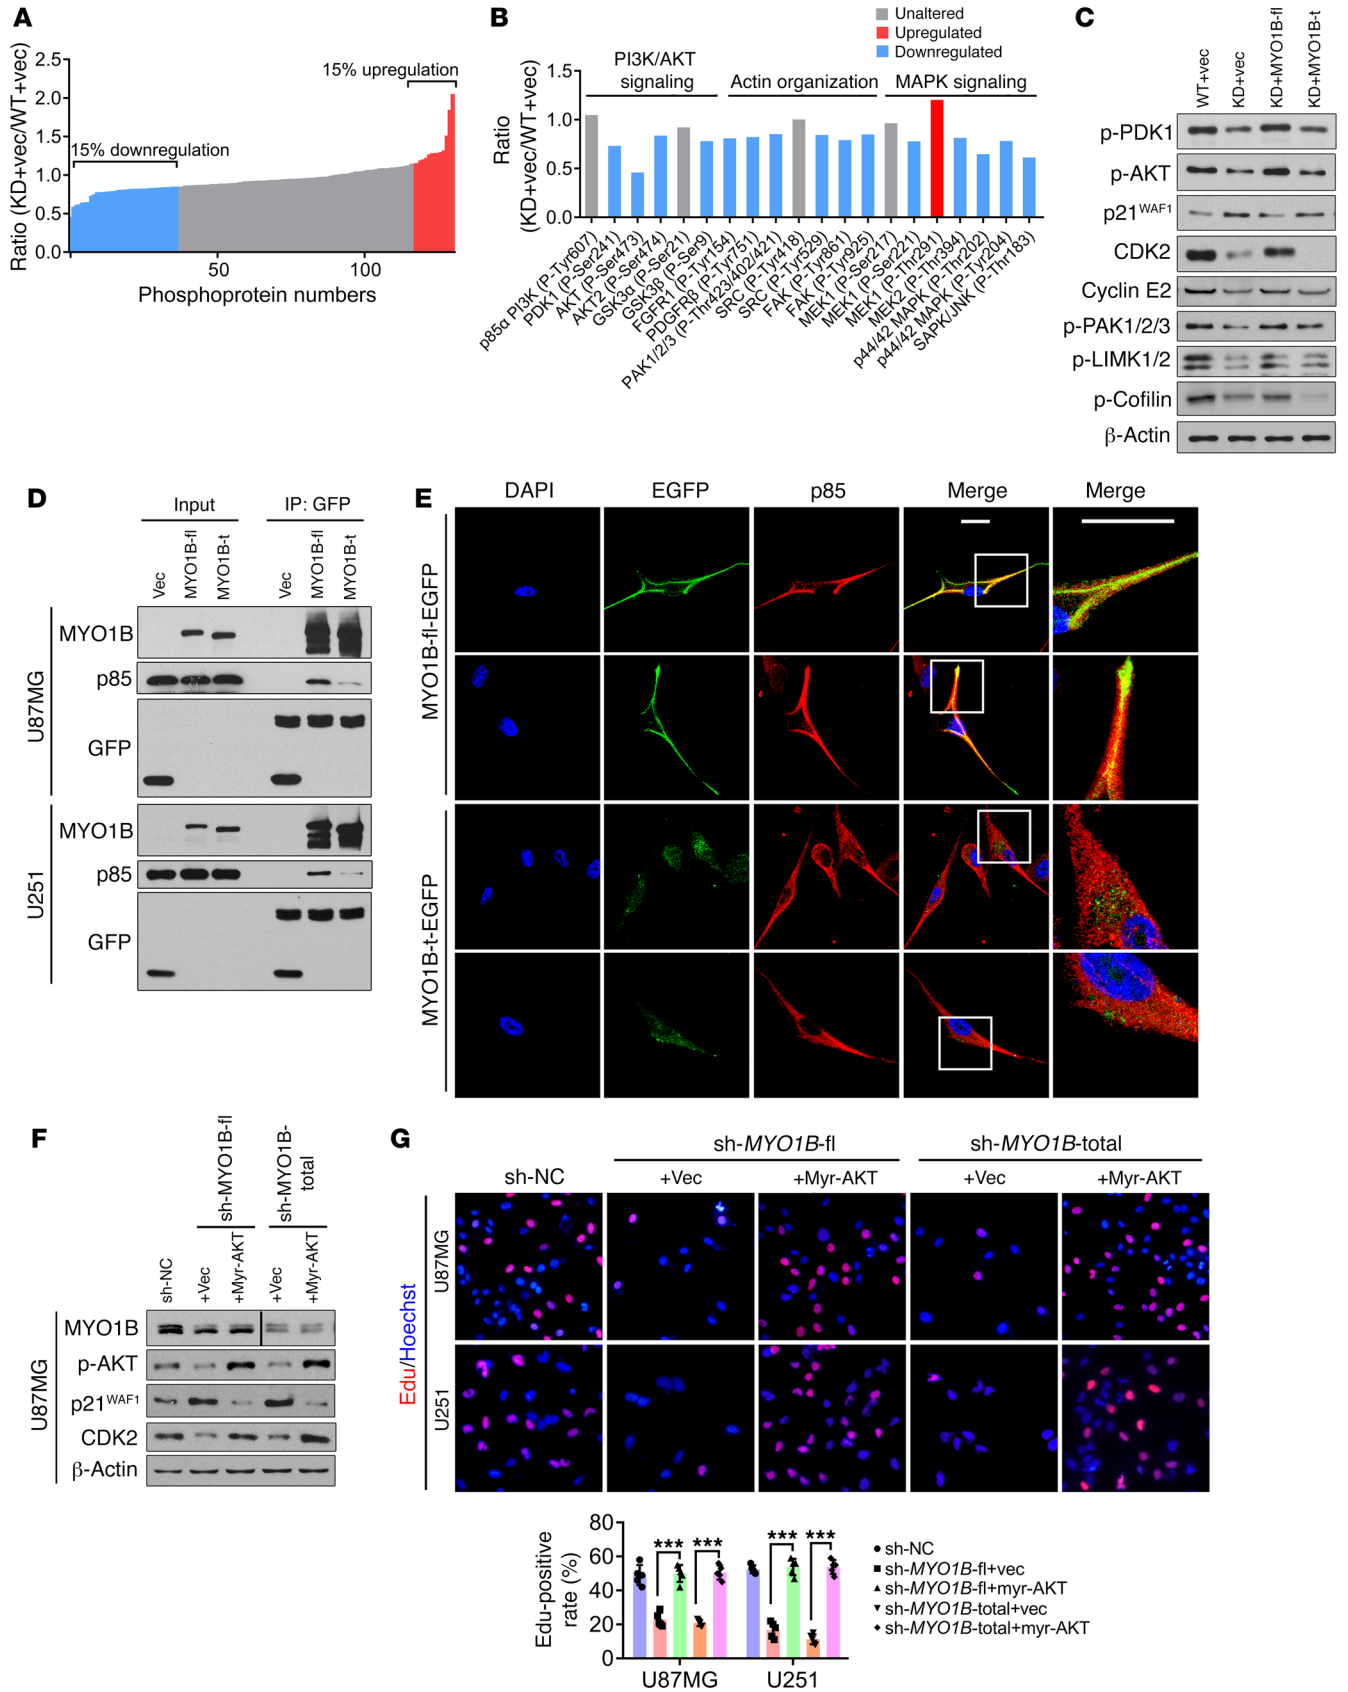 A
Ratio (KD+vec/WT+vec)
2.5
2.0
1.5
1.0
0.5
0.0
15% downregulation
15% upregulation
50
100
Phosphoprotein numbers
B
Unaltered
Upregulated
Downregulated
Ratio
(KD+vec/WT+vec)
1.5
1.0
0.5
0.0
PI3K/AKT
signaling
Actin organization
MAPK signaling
p85α PI3K (P-Tyr607)
PDK1 (P-Ser241)
AKT (P-Ser473)
AKT2 (P-Ser474)
GSK3α (P-Ser21)
GSK3β (P-Ser9)
FGFR1 (P-Tyr154)
PDGFRβ (P-Tyr751)
PAK1/2/3 (P-Thr423/402/421)
SRC (P-Tyr418)
SRC (P-Tyr529)
FAK (P-Tyr861)
FAK (P-Tyr925)
MEK1 (P-Ser217)
MEK1 (P-Ser221)
MEK1 (P-Thr291)
MEK2 (P-Thr394)
p44/42 MAPK (P-Thr202)
p44/42 MAPK (P-Tyr204)
SAPK/JNK (P-Thr183)
C
WT+vec
KD+vec
KD+MYO1B-fl
KD+MYO1B-t
p-PDK1
p-AKT
p21WAF1
CDK2
Cyclin E2
p-PAK1/2/3
p-LIMK1/2
p-Cofilin
β-Actin
D
Input
IP: GFP
Vec
MYO1B-fl
MYO1B-t
Vec
MYO1B-fl
MYO1B-t
U87MG
MYO1B
p85
GFP
U251
MYO1B
p85
GFP
E
DAPI
EGFP
p85
Merge
Merge
MYO1B-fl-EGFP
MYO1B-t-EGFP
F
sh-MYO1B-fl
sh-MYO1B-
total
sh-NC
+Vec
+Myr-AKT
+Vec
+Myr-AKT
U87MG
MYO1B
p-AKT
p21WAF1
CDK2
β-Actin
G
sh-MYO1B-fl
sh-MYO1B-total
sh-NC
+Vec
+Myr-AKT
+Vec
+Myr-AKT
Edu/Hoechst
U87MG
U251
Edu-positive
rate (%)
80
60
40
20
0
***
***
***
***
U87MG
U251
sh-NC
sh-MYO1B-fl+vec
sh-MYO1B-fl+myr-AKT
sh-MYO1B-total+vec
sh-MYO1B-total+myr-AKT